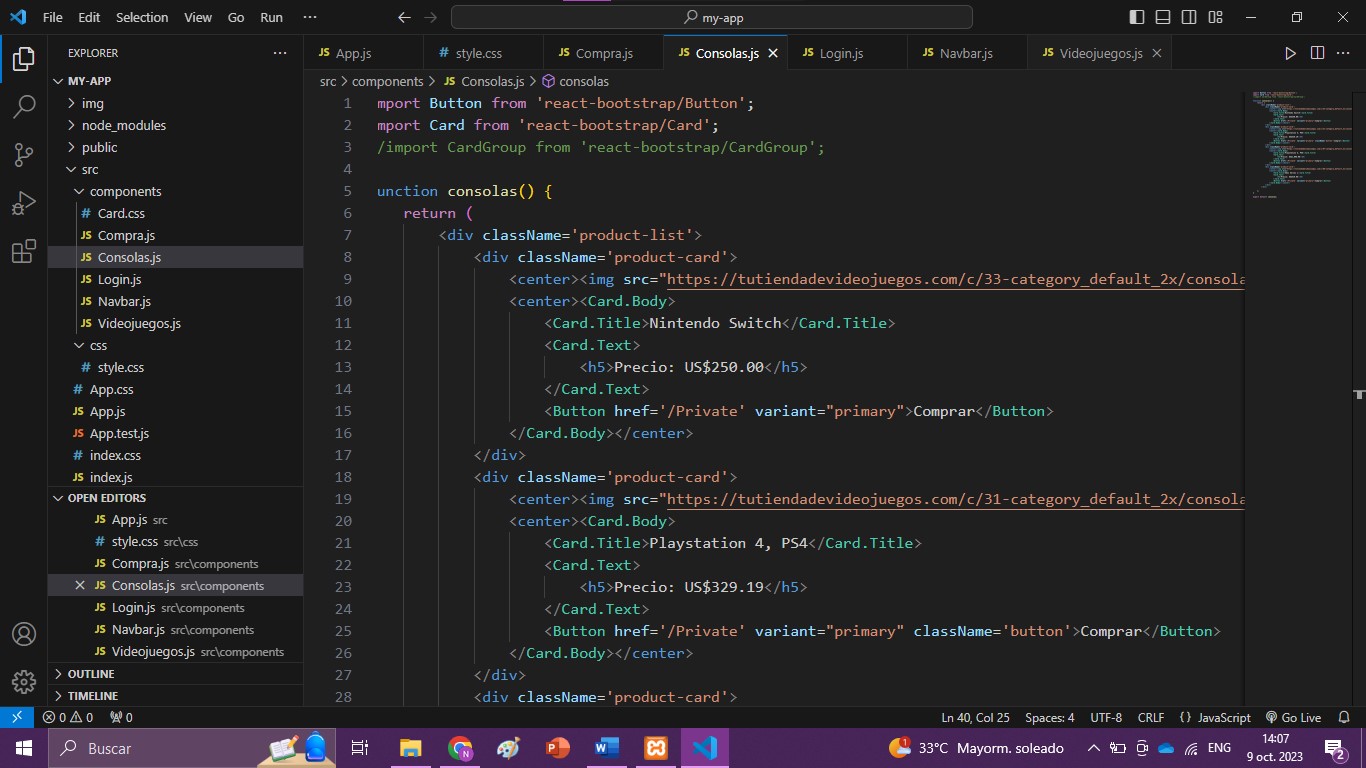 File Edit Selection View Go Run ··· my-app
EXPLORER ···
App.js style.css Compra.js Consolas.js Login.js Navbar.js Videojuegos.js
MY-APP
img
node_modules
public
src
components
Card.css
Compra.js
Consolas.js
Login.js
Navbar.js
Videojuegos.js
css
style.css
App.css
App.js
App.test.js
index.css
index.js
OPEN EDITORS
App.js src
style.css src\css
Compra.js src\components
Consolas.js src\components
Login.js src\components
Navbar.js src\components
Videojuegos.js src\components
OUTLINE
TIMELINE
src > components > JS Consolas.js > consolas
1 mport Button from 'react-bootstrap/Button';
2 mport Card from 'react-bootstrap/Card';
3 /import CardGroup from 'react-bootstrap/CardGroup';
4
5 unction consolas() {
6 return (
7 <div className='product-list'>
8 <div className='product-card'>
9 <center><img src="https://tutiendadevideojuegos.com/c/33-category_default_2x/consola
10 <center><Card.Body>
11 <Card.Title>Nintendo Switch</Card.Title>
12 <Card.Text>
13 <h5>Precio: US$250.00</h5>
14 </Card.Text>
15 <Button href='/Private' variant="primary">Comprar</Button>
16 </Card.Body></center>
17 </div>
18 <div className='product-card'>
19 <center><img src="https://tutiendadevideojuegos.com/c/31-category_default_2x/consola
20 <center><Card.Body>
21 <Card.Title>Playstation 4, PS4</Card.Title>
22 <Card.Text>
23 <h5>Precio: US$329.19</h5>
24 </Card.Text>
25 <Button href='/Private' variant="primary" className='button'>Comprar</Button>
26 </Card.Body></center>
27 </div>
28 <div className='product-card'>
0 0 0 Ln 40, Col 25 Spaces: 4 UTF-8 CRLF {} JavaScript Go Live
Buscar 33°C Mayorm. soleado ENG 14:07
9 oct. 2023 2